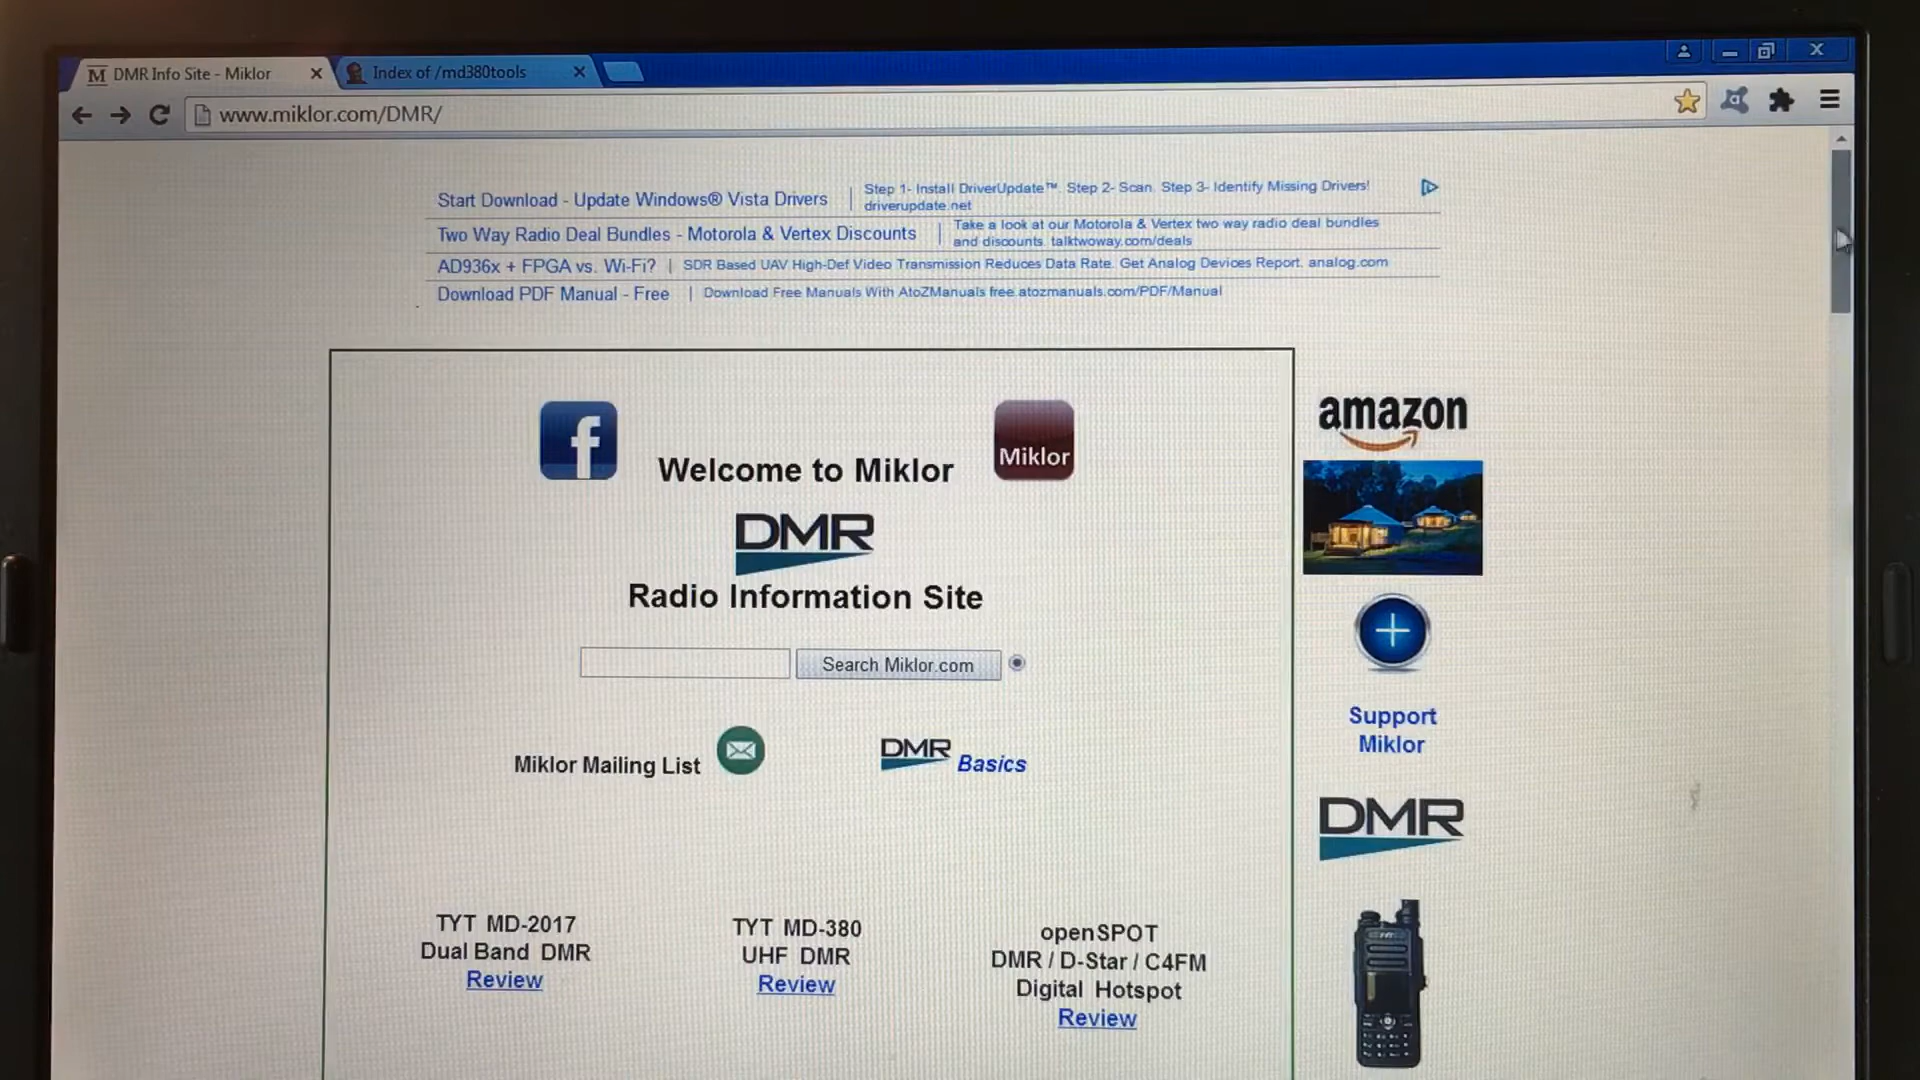 DMR Info Site - Miklor
Index of /md380tools
www.miklor.com/DMR/
Start Download - Update Windows® Vista Drivers
Step 1- Install DriverUpdate™. Step 2- Scan. Step 3- Identify Missing Drivers!
driverupdate.net
Two Way Radio Deal Bundles - Motorola & Vertex Discounts
Take a look at our Motorola & Vertex two way radio deal bundles
and discounts. talktwoway.com/deals
AD936x + FPGA vs. Wi-Fi? | SDR Based UAV High-Def Video Transmission Reduces Data Rate. Get Analog Devices Report. analog.com
Download PDF Manual - Free | Download Free Manuals With AtoZManuals free.atozmanuals.com/PDF/Manual
f
Miklor
Welcome to Miklor
DMR
Radio Information Site
Search Miklor.com
Miklor Mailing List
DMR Basics
TYT MD-2017
Dual Band DMR
Review
TYT MD-380
UHF DMR
Review
openSPOT
DMR / D-Star / C4FM
Digital Hotspot
Review
amazon
Support
Miklor
DMR